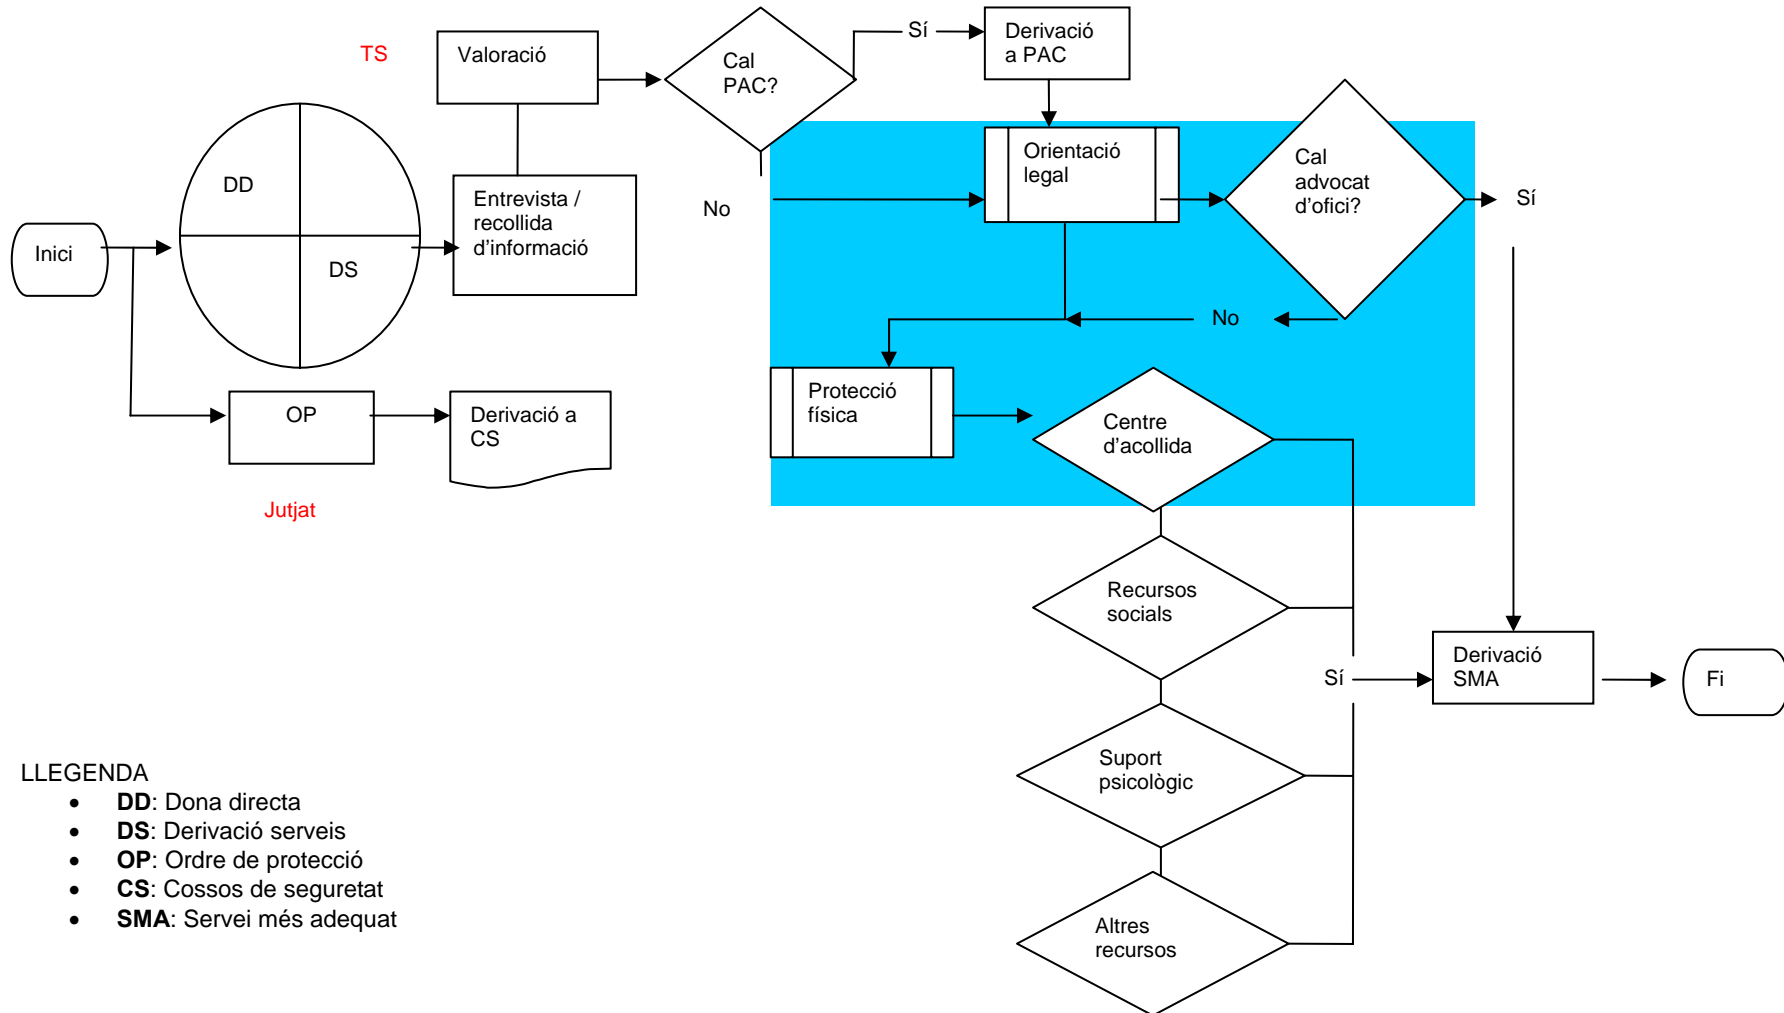 TS
Valoració
Cal
PAC?
Sí
Derivació
a PAC
DD
DS
Entrevista /
recollida
d’informació
No
Orientació
legal
Cal
advocat
d’ofici?
Sí
Inici
No
OP
Derivació a
CS
Protecció
física
Centre
d’acollida
Jutjat
Recursos
socials
Sí
Derivació
SMA
Fi
Suport
psicològic
Altres
recursos
LLEGENDA
• DD: Dona directa
• DS: Derivació serveis
• OP: Ordre de protecció
• CS: Cossos de seguretat
• SMA: Servei més adequat